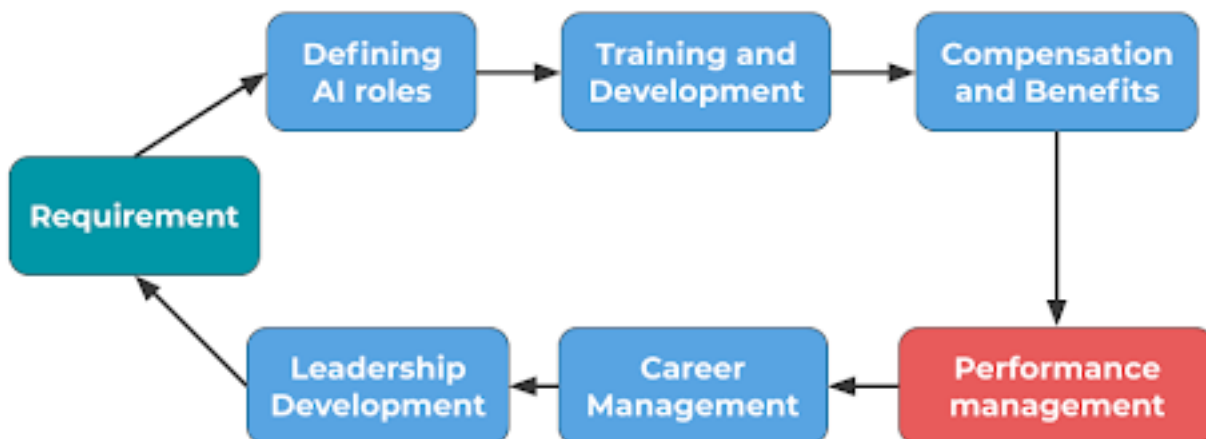 Defining
AI roles
Training and
Development
Compensation
and Benefits
Requirement
Leadership
Development
Career
Management
Performance
management